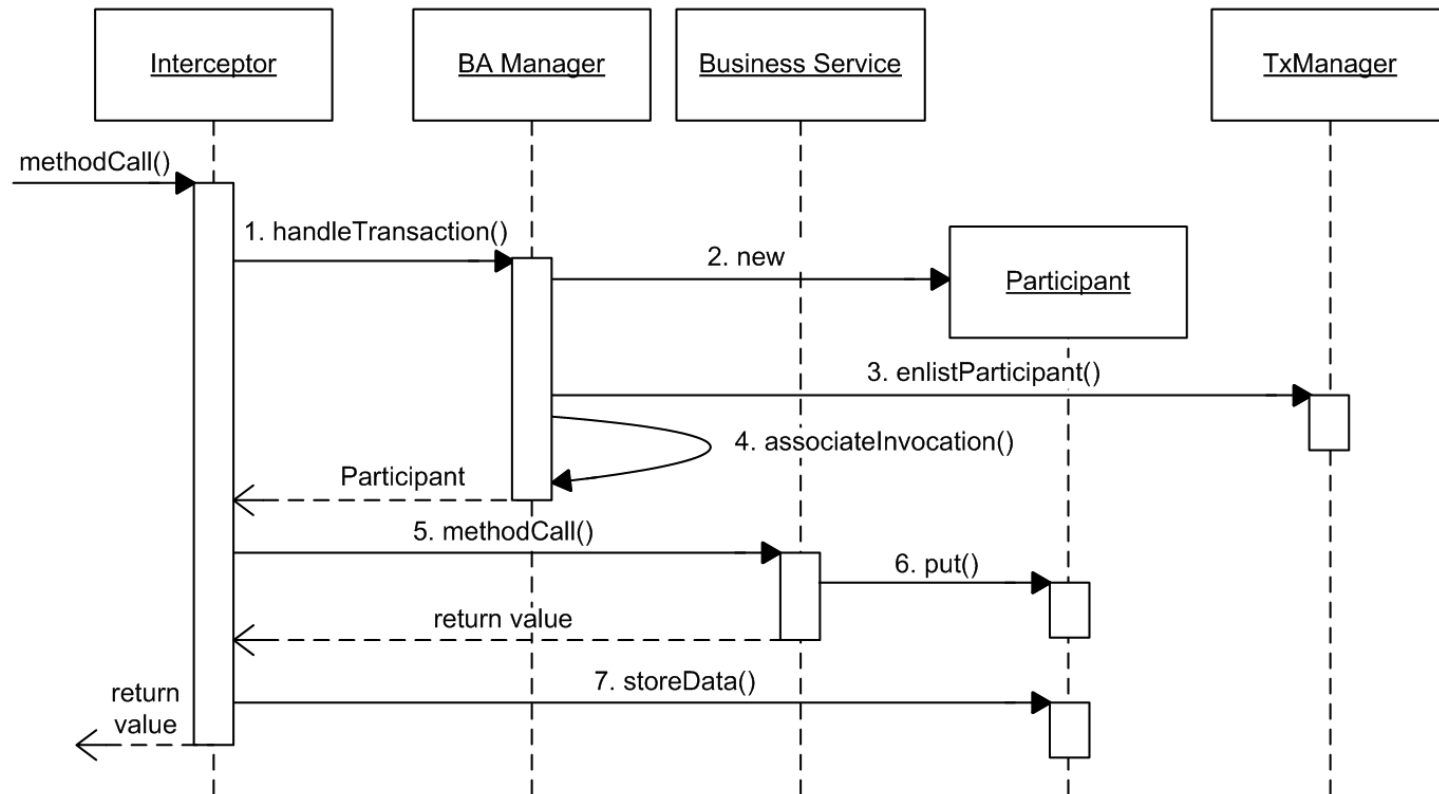 Interceptor
BA Manager
Business Service
TxManager
methodCall()
1. handleTransaction()
2. new
Participant
3. enlistParticipant()
4. associateInvocation()
Participant
5. methodCall()
6. put()
return value
7. storeData()
return
value